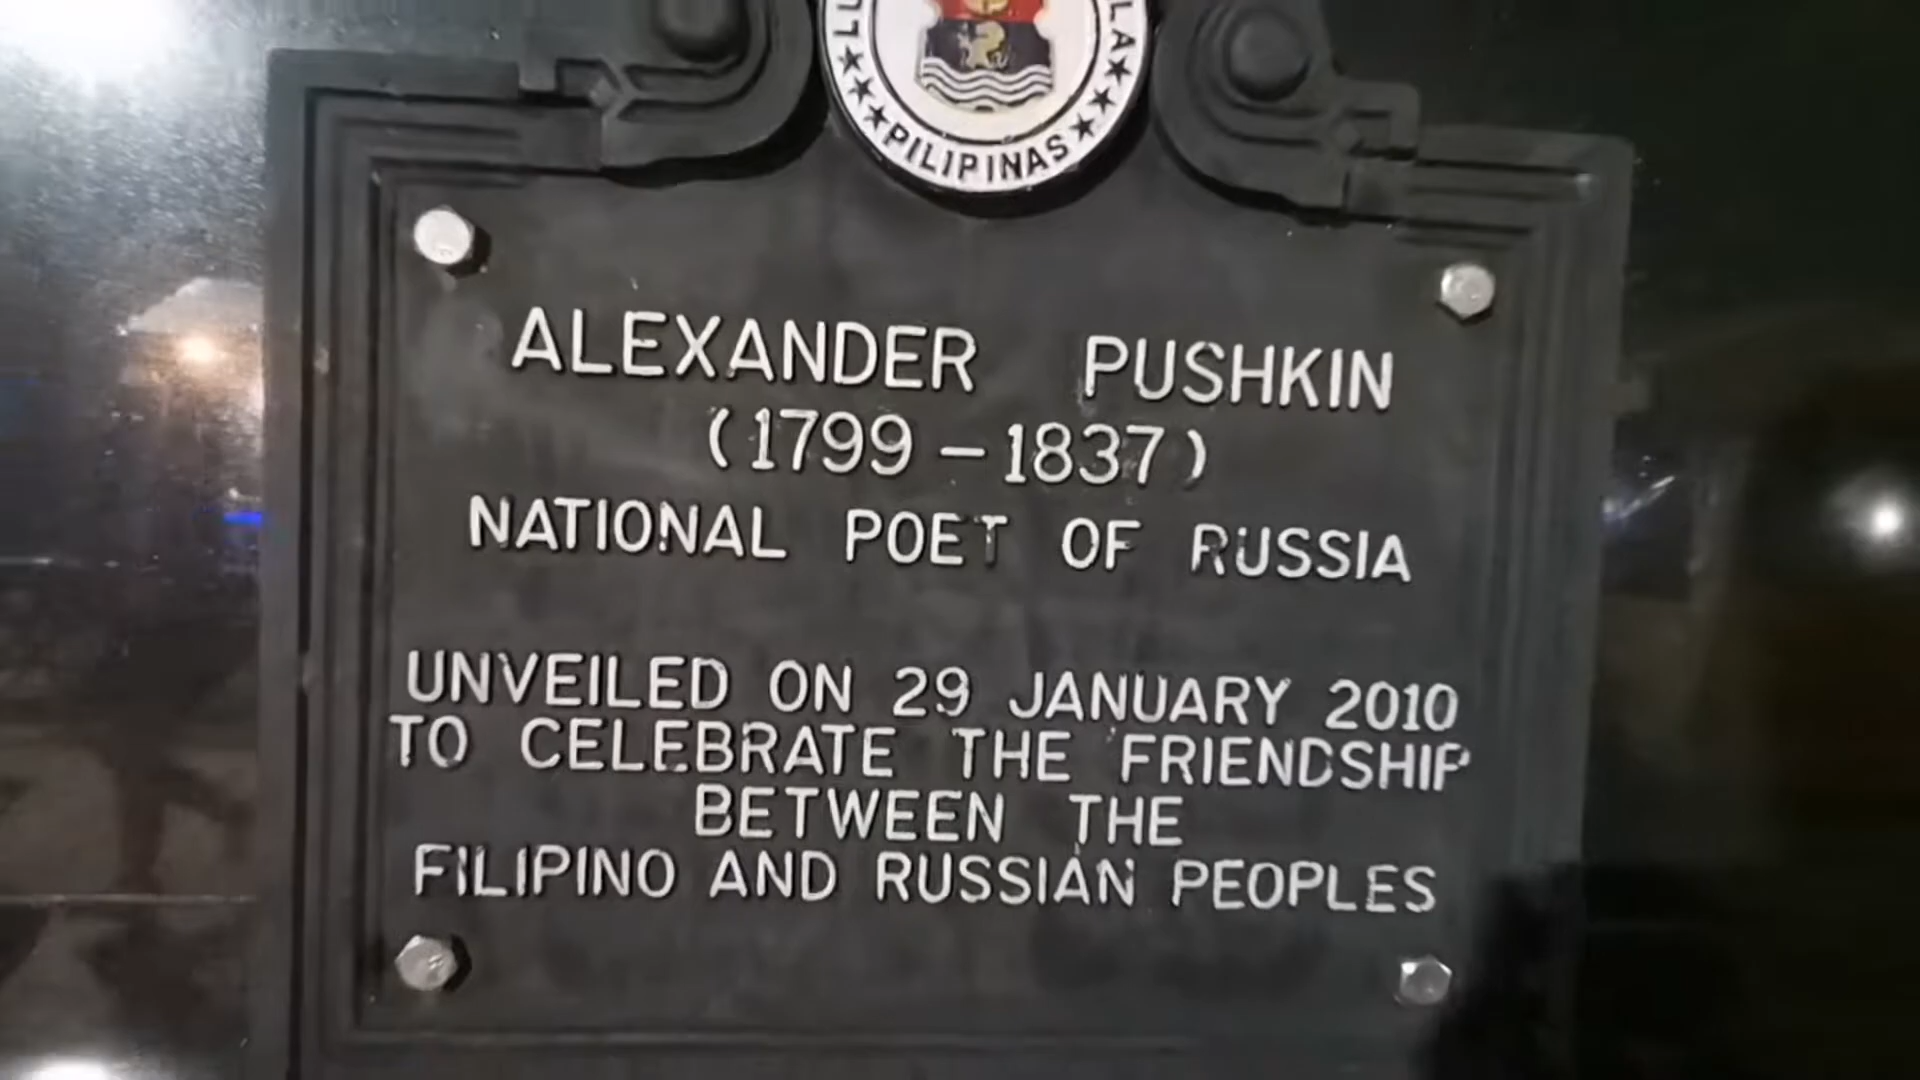 PILIPINAS
ALEXANDER PUSHKIN
(1799 – 1837)
NATIONAL POET OF RUSSIA
UNVEILED ON 29 JANUARY 2010
TO CELEBRATE THE FRIENDSHIP
BETWEEN THE
FILIPINO AND RUSSIAN PEOPLES